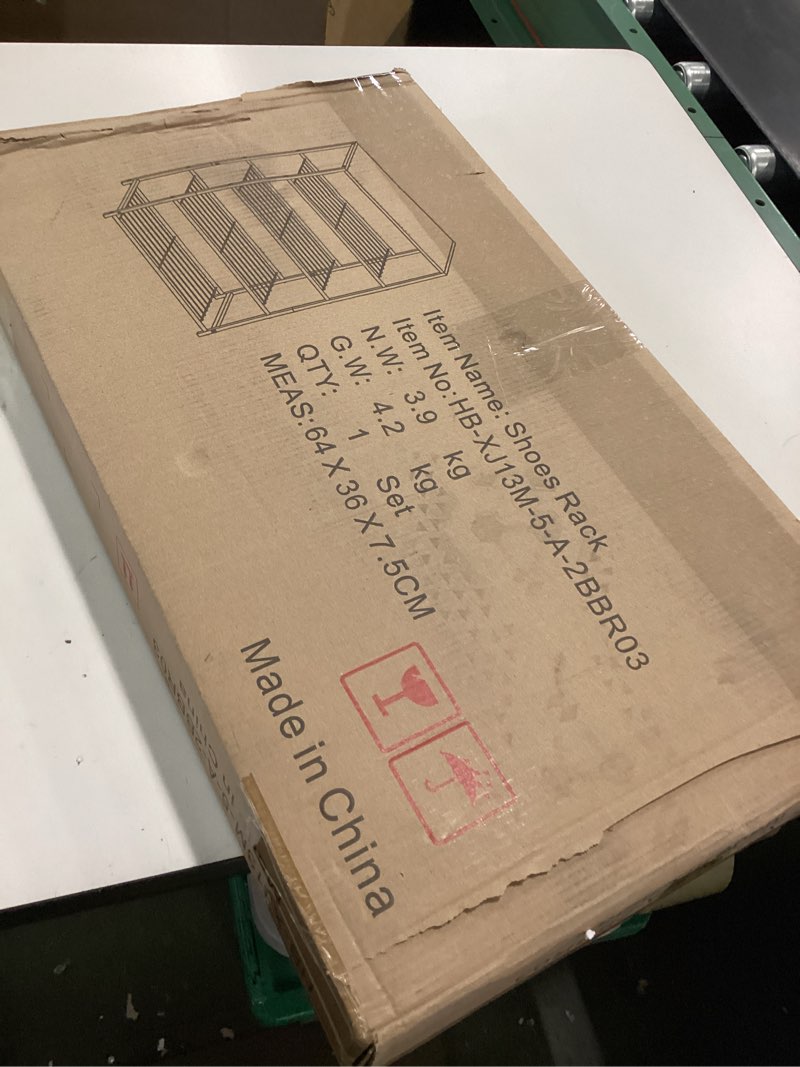 Item Name: Shoes Rack
Item No: HB-XJ13M-5-A-2BBR03
N.W: 3.9 kg
G.W: 4.2 kg
QTY: 1 Set
MEAS: 64 X 36 X 7.5CM
Made in China